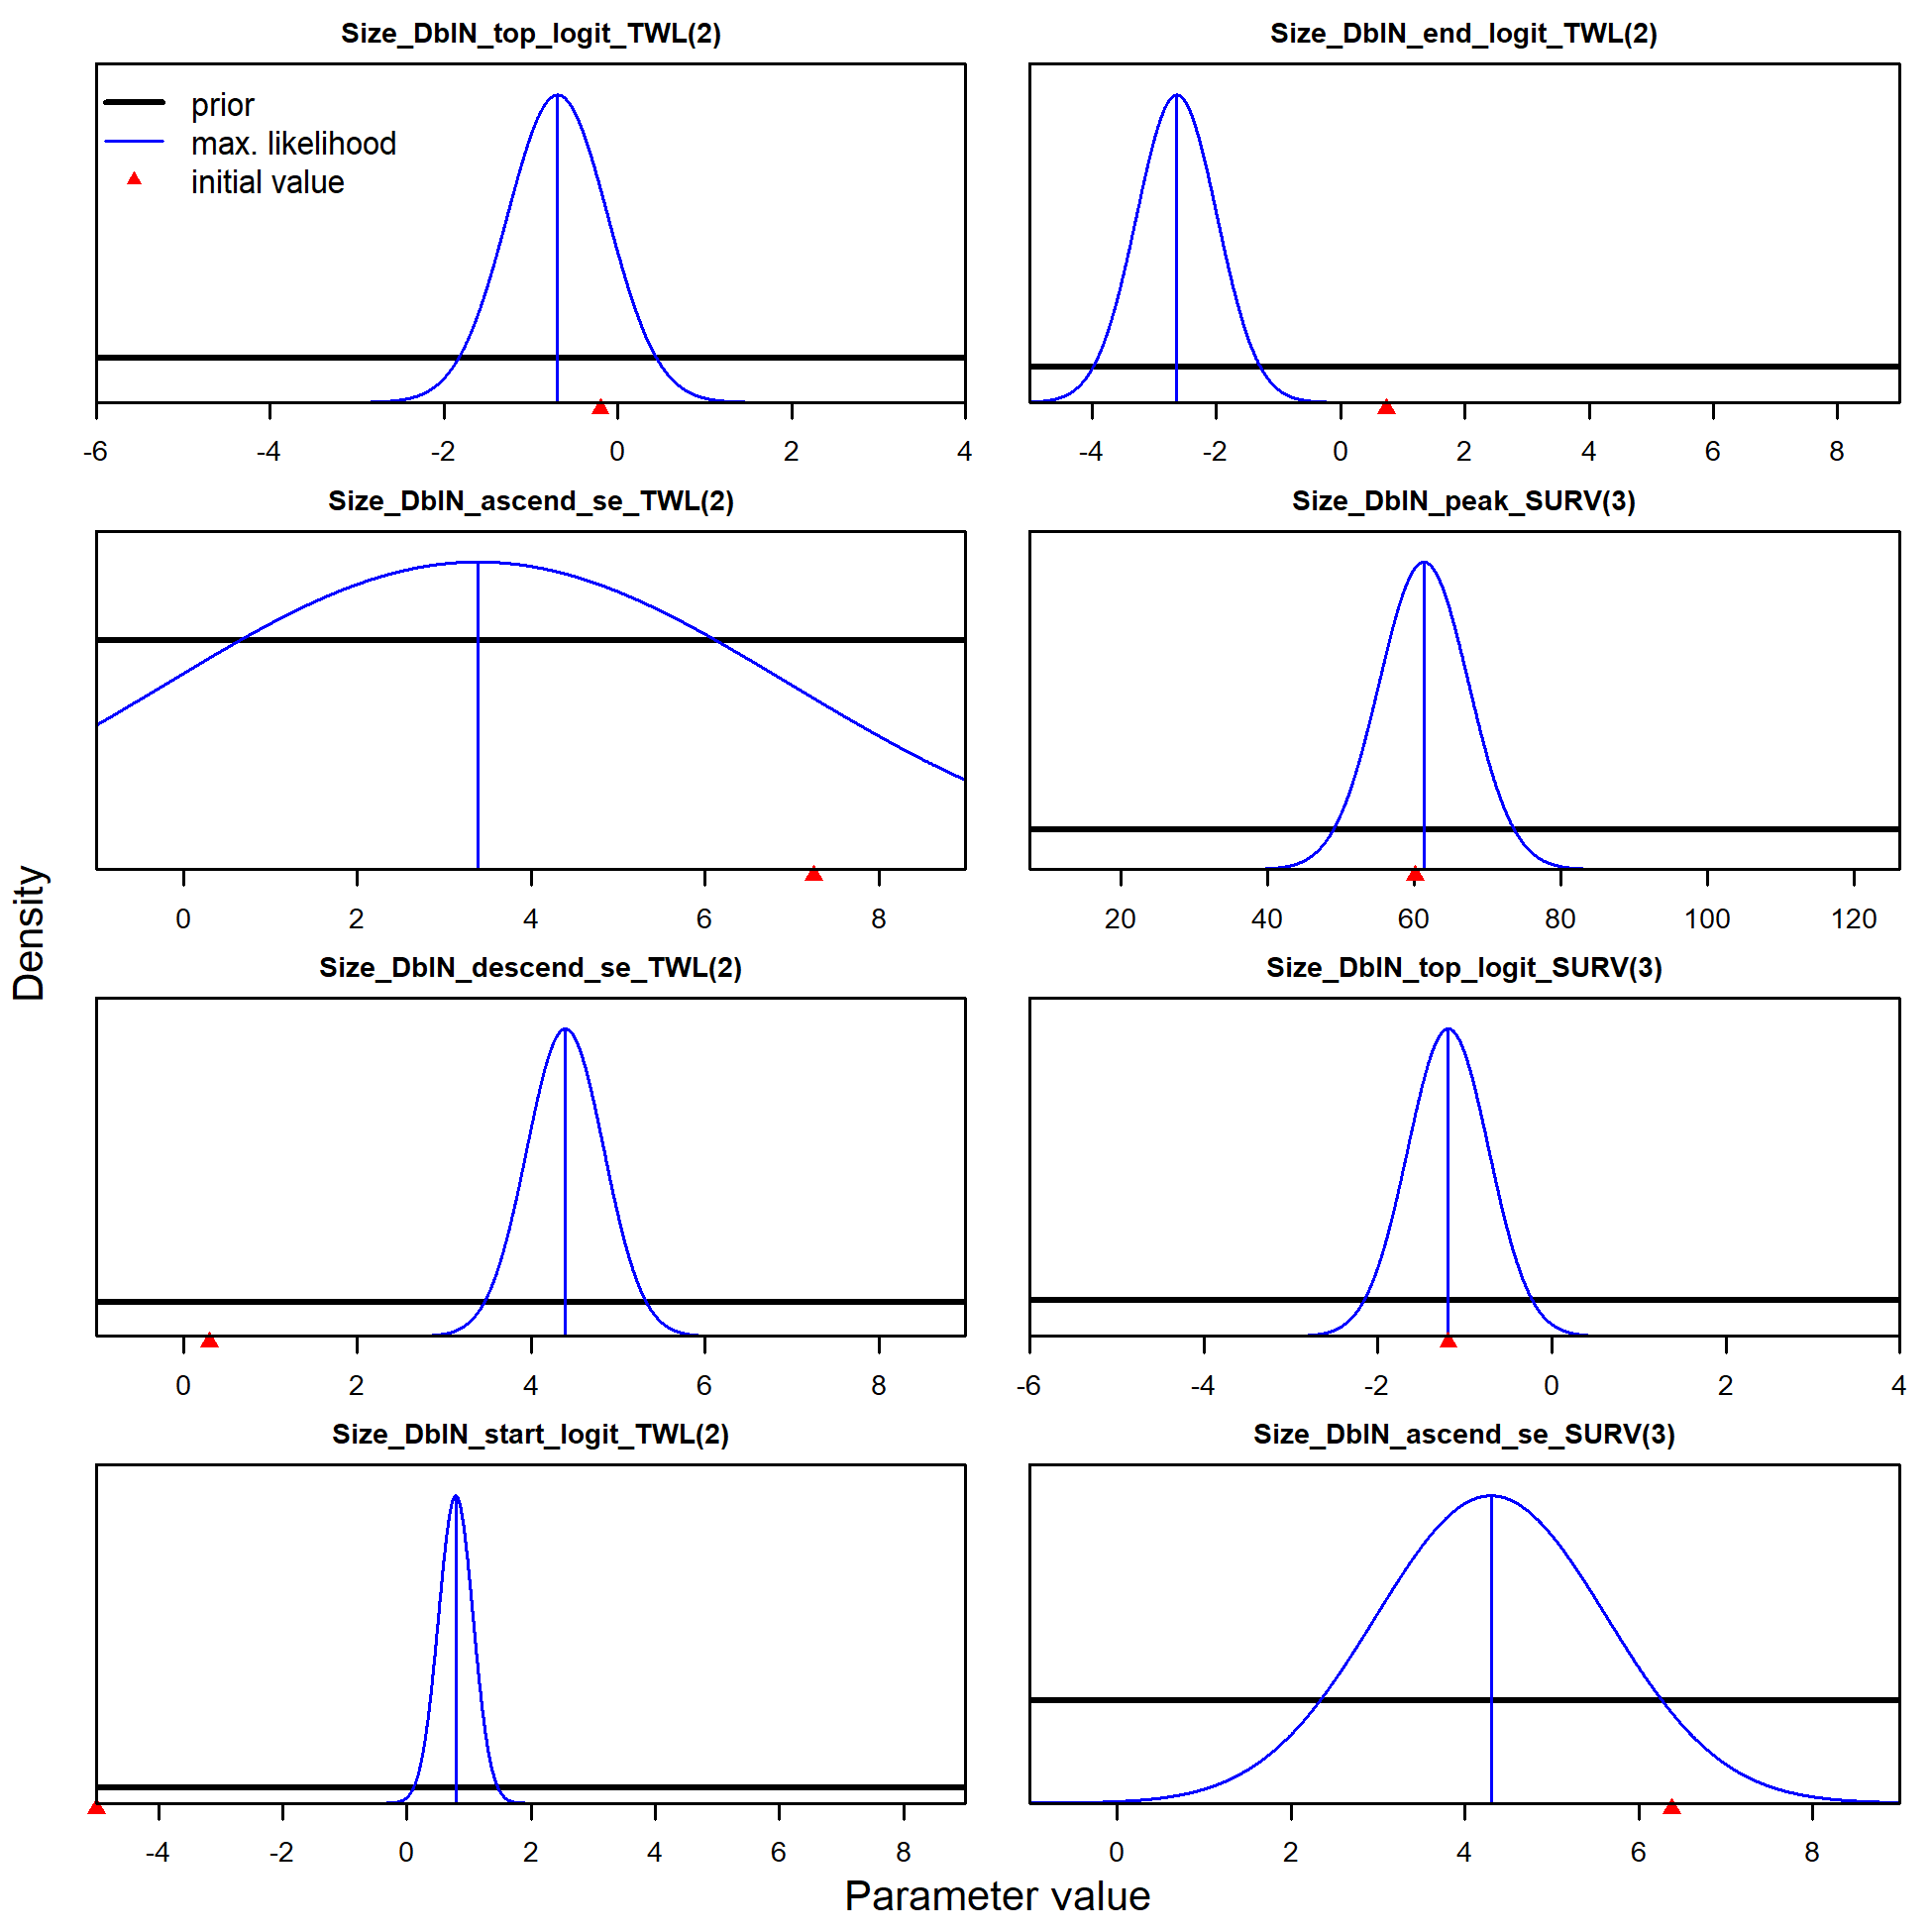 Size_DblN_top_logit_TWL(2)
prior
max. likelihood
initial value
-6 -4 -2 0 2 4
Size_DblN_end_logit_TWL(2)
-4 -2 0 2 4 6 8
Size_DblN_ascend_se_TWL(2)
0 2 4 6 8
Size_DblN_peak_SURV(3)
20 40 60 80 100 120
Size_DblN_descend_se_TWL(2)
0 2 4 6 8
Size_DblN_top_logit_SURV(3)
-6 -4 -2 0 2 4
Size_DblN_start_logit_TWL(2)
-4 -2 0 2 4 6 8
Size_DblN_ascend_se_SURV(3)
0 2 4 6 8
Density
Parameter value